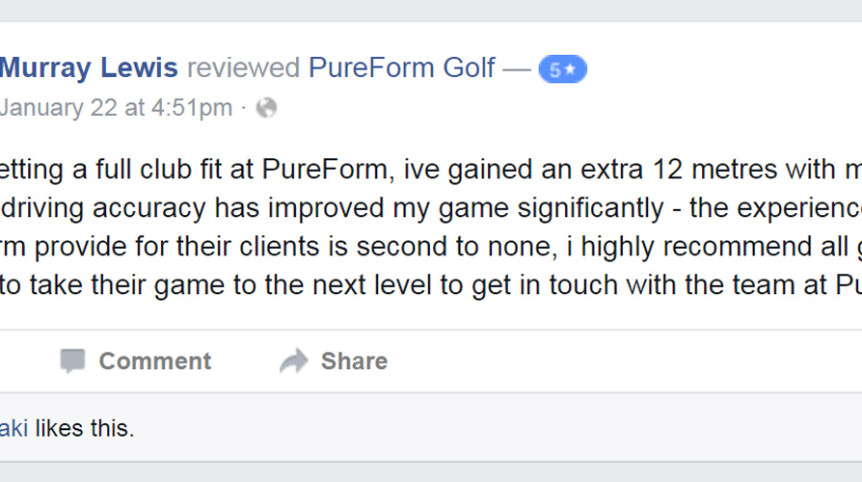 Murray Lewis reviewed PureForm Golf — 5★
January 22 at 4:51pm ·
etting a full club fit at PureForm, ive gained an extra 12 metres with m
driving accuracy has improved my game significantly - the experienc
rm provide for their clients is second to none, i highly recommend all g
to take their game to the next level to get in touch with the team at Pu
Comment Share
aki likes this.